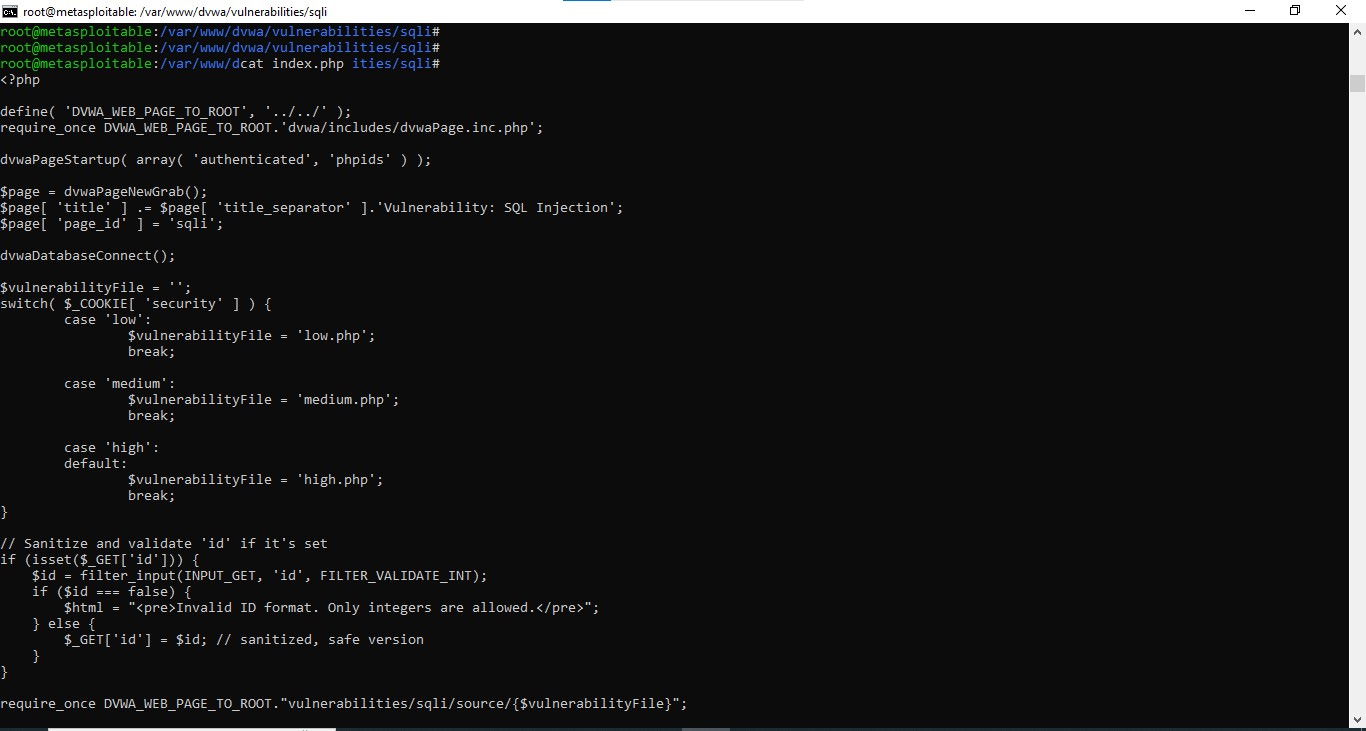 root@metasploitable: /var/www/dvwa/vulnerabilities/sqli
root@metasploitable:/var/www/dvwa/vulnerabilities/sqli#
root@metasploitable:/var/www/dvwa/vulnerabilities/sqli#
root@metasploitable:/var/www/dcat index.php ities/sqli#
<?php
define( 'DVWA_WEB_PAGE_TO_ROOT', '../../' );
require_once DVWA_WEB_PAGE_TO_ROOT.'dvwa/includes/dvwaPage.inc.php';
dvwaPageStartup( array( 'authenticated', 'phpids' ) );
$page = dvwaPageNewGrab();
$page[ 'title' ] .= $page[ 'title_separator' ].'Vulnerability: SQL Injection';
$page[ 'page_id' ] = 'sqli';
dvwaDatabaseConnect();
$vulnerabilityFile = '';
switch( $_COOKIE[ 'security' ] ) {
        case 'low':
                $vulnerabilityFile = 'low.php';
                break;
        case 'medium':
                $vulnerabilityFile = 'medium.php';
                break;
        case 'high':
        default:
                $vulnerabilityFile = 'high.php';
                break;
}
// Sanitize and validate 'id' if it's set
if (isset($_GET['id'])) {
    $id = filter_input(INPUT_GET, 'id', FILTER_VALIDATE_INT);
    if ($id === false) {
        $html = "<pre>Invalid ID format. Only integers are allowed.</pre>";
    } else {
        $_GET['id'] = $id; // sanitized, safe version
    }
}
require_once DVWA_WEB_PAGE_TO_ROOT."vulnerabilities/sqli/source/{$vulnerabilityFile}";